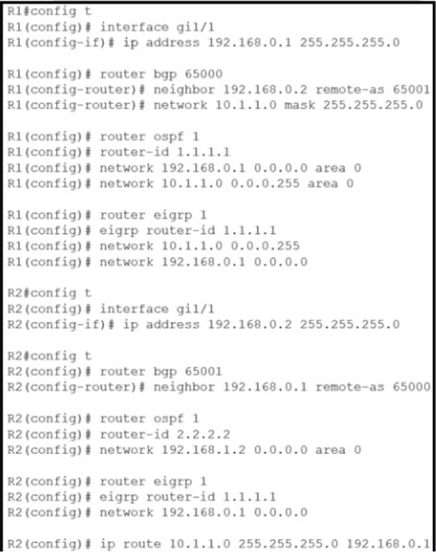 R1#config t
R1(config)# interface gi1/1
R1(config-if)# ip address 192.168.0.1 255.255.255.0
R1(config)# router bgp 65000
R1(config-router)# neighbor 192.168.0.2 remote-as 65001
R1(config-router)# network 10.1.1.0 mask 255.255.255.0
R1(config)# router ospf 1
R1(config)# router-id 1.1.1.1
R1(config)# network 192.168.0.1 0.0.0.0 area 0
R1(config)# network 10.1.1.0 0.0.0.255 area 0
R1(config)# router eigrp 1
R1(config)# eigrp router-id 1.1.1.1
R1(config)# network 10.1.1.0 0.0.0.255
R1(config)# network 192.168.0.1 0.0.0.0
R2#config t
R2(config)# interface gi1/1
R2(config-if)# ip address 192.168.0.2 255.255.255.0
R2#config t
R2(config)# router bgp 65001
R2(config-router)# neighbor 192.168.0.1 remote-as 65000
R2(config)# router ospf 1
R2(config)# router-id 2.2.2.2
R2(config)# network 192.168.1.2 0.0.0.0 area 0
R2(config)# router eigrp 1
R2(config)# eigrp router-id 1.1.1.1
R2(config)# network 192.168.0.1 0.0.0.0
R2(config)# ip route 10.1.1.0 255.255.255.0 192.168.0.1